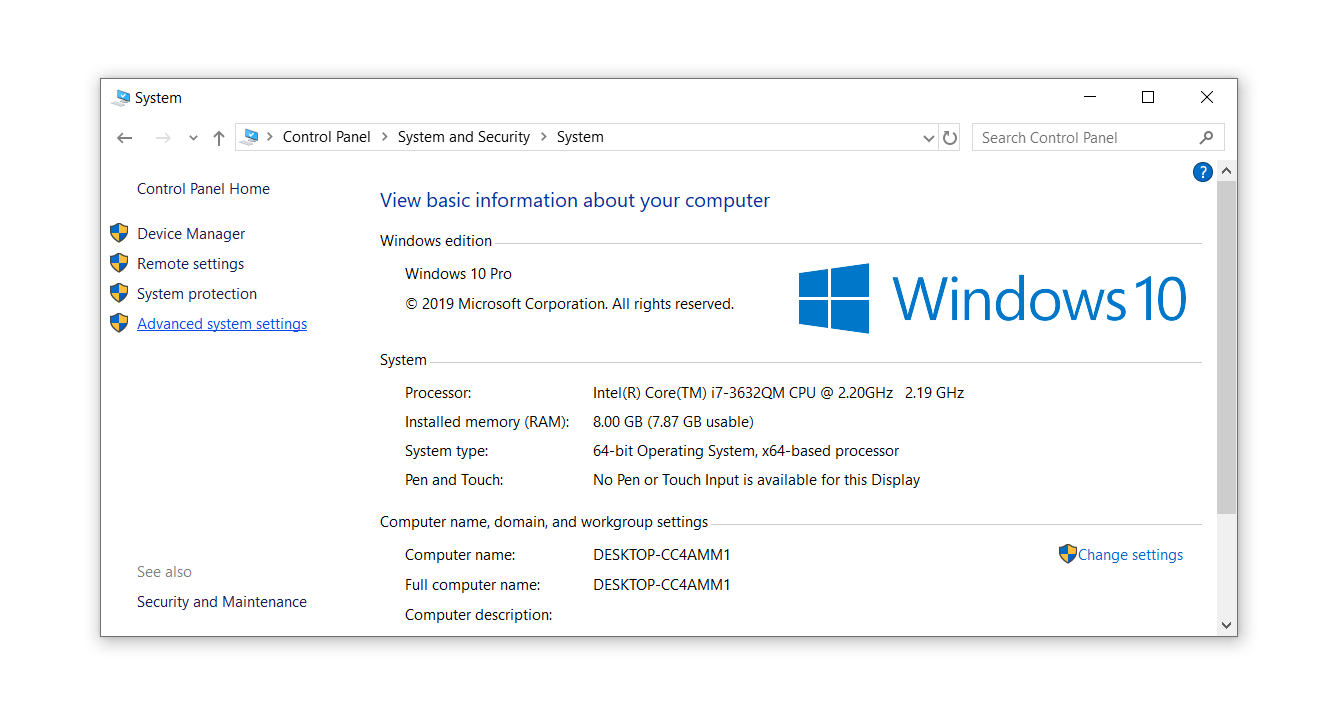 System
Control Panel > System and Security > System
Search Control Panel
?
Control Panel Home
Device Manager
Remote settings
System protection
Advanced system settings
See also
Security and Maintenance
View basic information about your computer
Windows edition
Windows 10 Pro
© 2019 Microsoft Corporation. All rights reserved.
Windows 10
System
Processor: Intel(R) Core(TM) i7-3632QM CPU @ 2.20GHz 2.19 GHz
Installed memory (RAM): 8.00 GB (7.87 GB usable)
System type: 64-bit Operating System, x64-based processor
Pen and Touch: No Pen or Touch Input is available for this Display
Computer name, domain, and workgroup settings
Computer name: DESKTOP-CC4AMM1 Change settings
Full computer name: DESKTOP-CC4AMM1
Computer description: